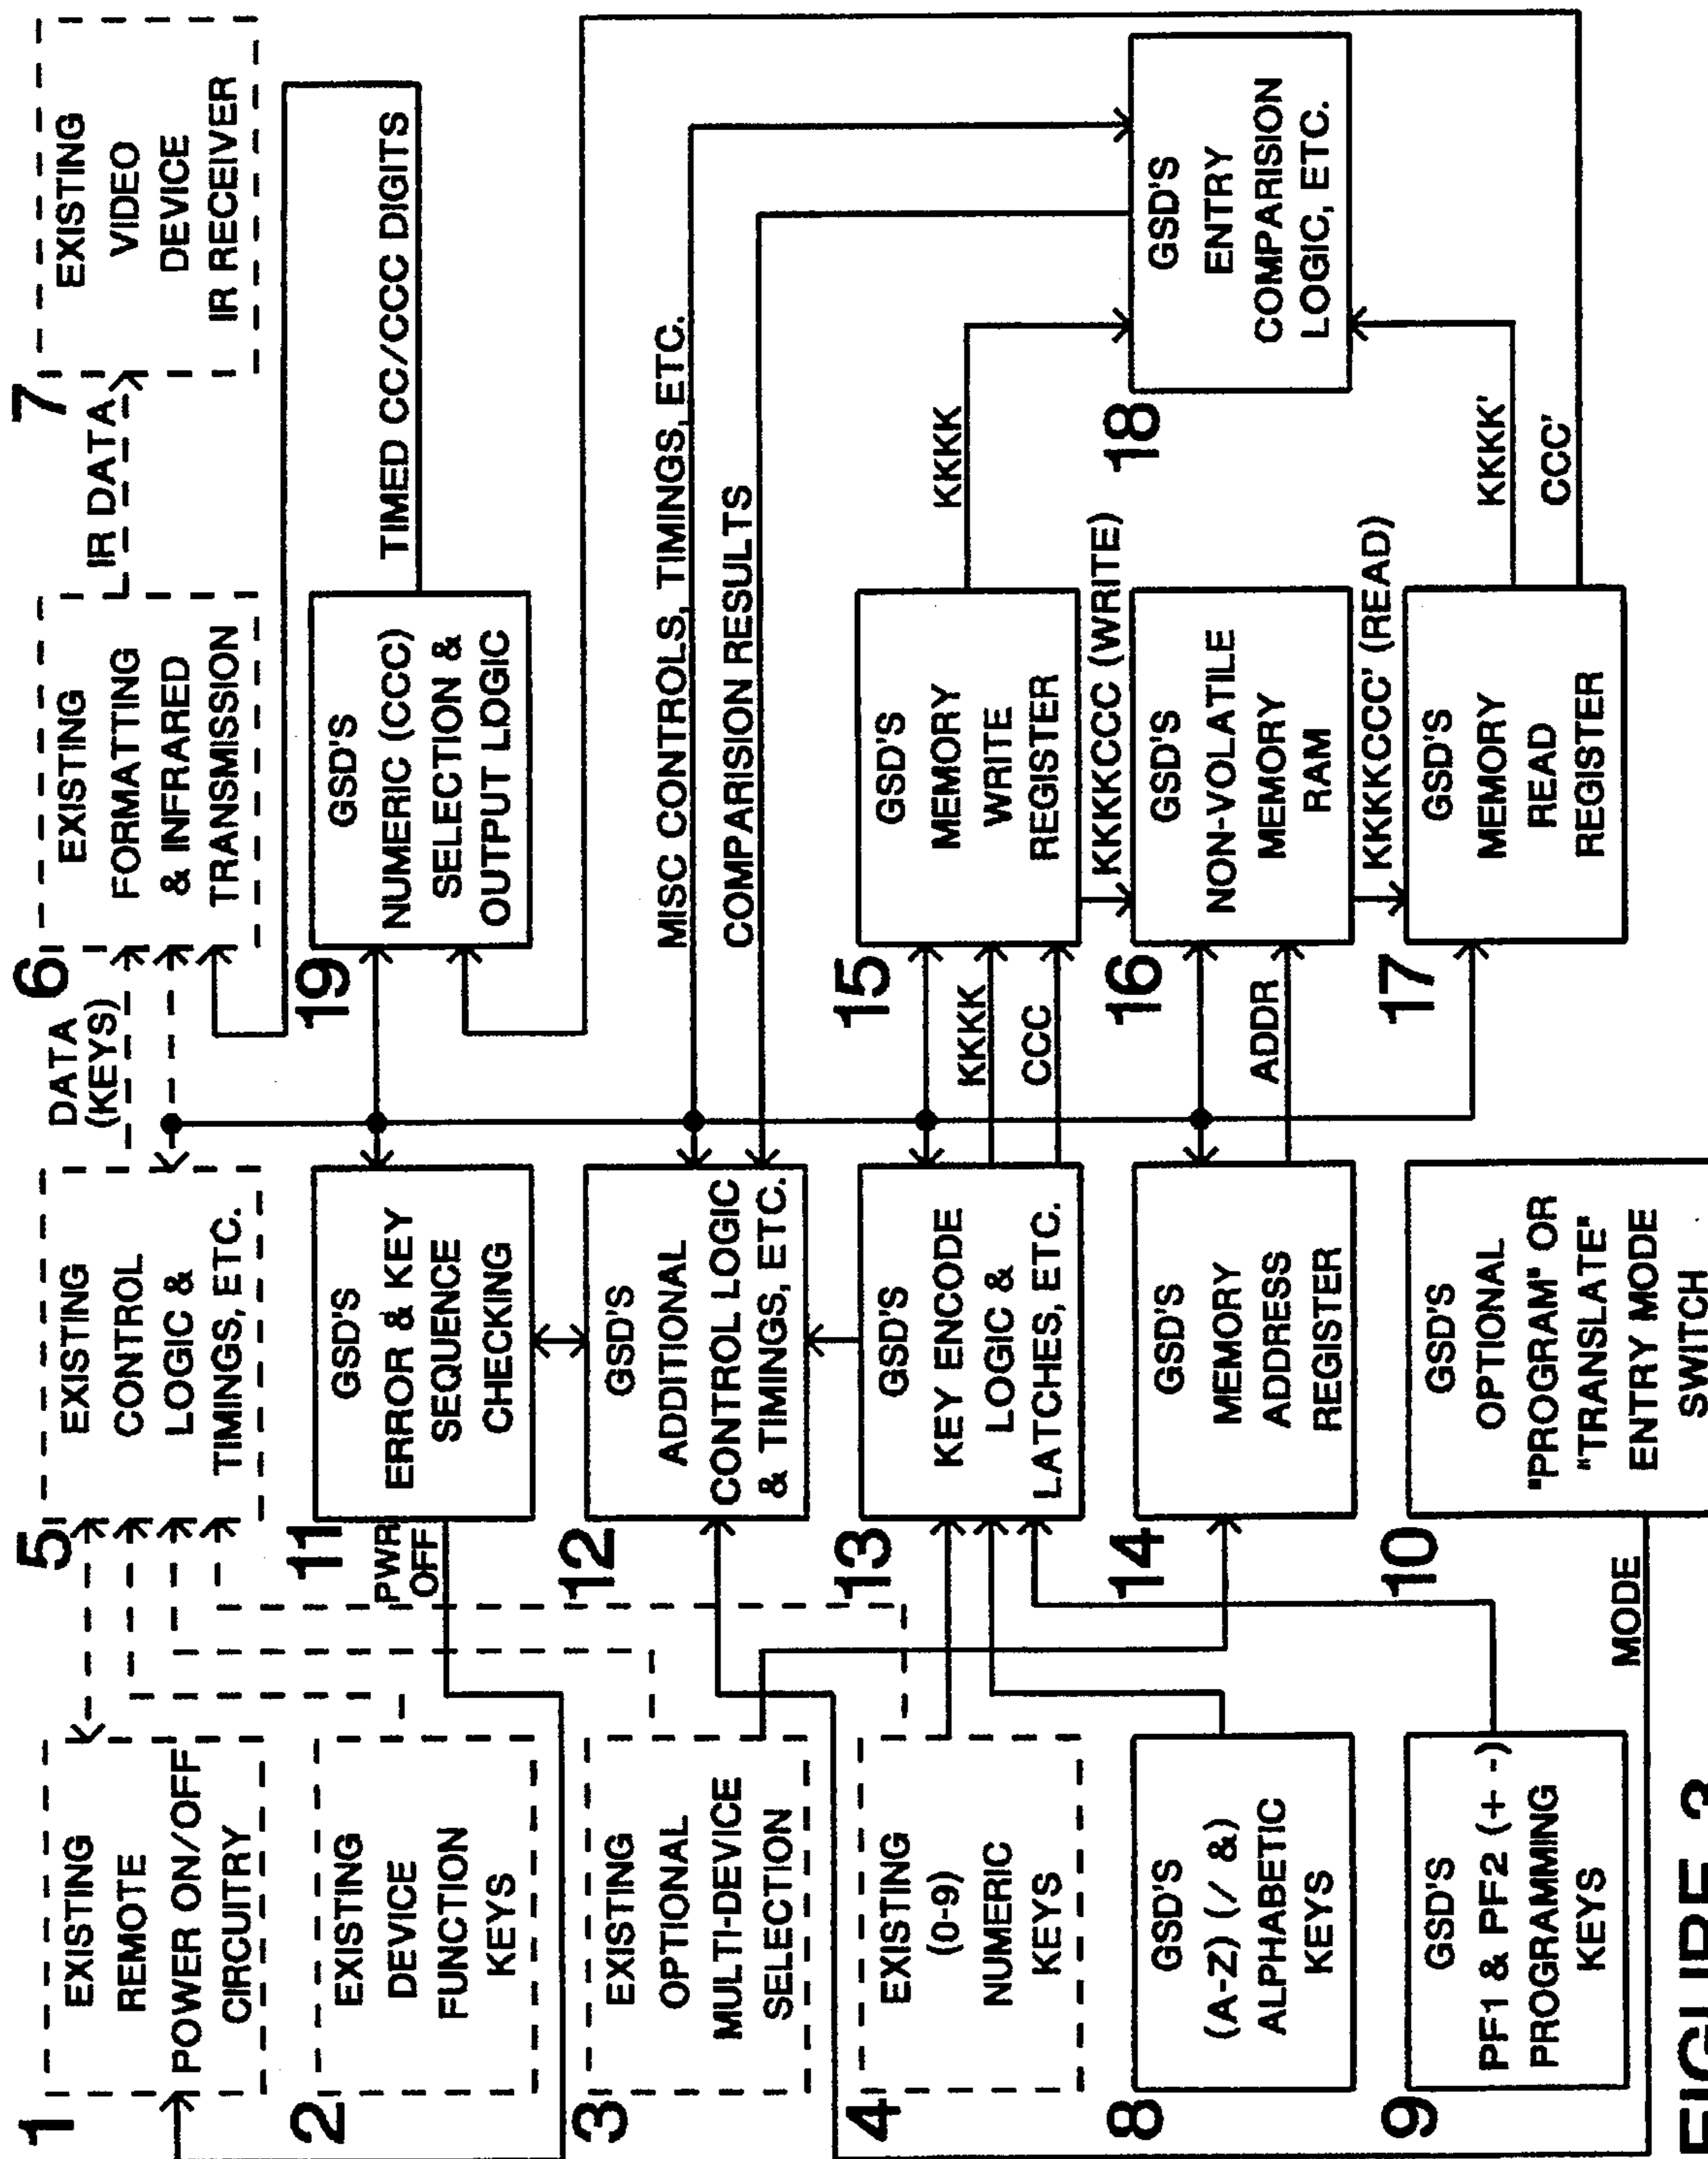 1
EXISTING
REMOTE
POWER ON/OFF
CIRCUITRY
2
EXISTING
DEVICE
FUNCTION
KEYS
3
EXISTING
OPTIONAL
MULTI-DEVICE
SELECTION
4
EXISTING
(0-9)
NUMERIC
KEYS
8
GSD'S
(A-Z) (/ &)
ALPHABETIC
KEYS
9
GSD'S
PF1 & PF2 (+ -)
PROGRAMMING
KEYS
5
EXISTING
CONTROL
LOGIC &
TIMINGS, ETC.
11
PWR
OFF
GSD'S
ERROR & KEY
SEQUENCE
CHECKING
12
GSD'S
ADDITIONAL
CONTROL LOGIC
& TIMINGS, ETC.
13
GSD'S
KEY ENCODE
LOGIC &
LATCHES, ETC.
14
GSD'S
MEMORY
ADDRESS
REGISTER
10
GSD'S
OPTIONAL
"PROGRAM" OR
"TRANSLATE"
ENTRY MODE
SWITCH
MODE
DATA
(KEYS)
6
EXISTING
FORMATTING
& INFRARED
TRANSMISSION
IR DATA
7
EXISTING
VIDEO
DEVICE
IR RECEIVER
19
GSD'S
NUMERIC (CCC)
SELECTION &
OUTPUT LOGIC
TIMED CC/CCC DIGITS
MISC CONTROLS, TIMINGS, ETC.
COMPARISION RESULTS
KKKK
CCC
15
GSD'S
MEMORY
WRITE
REGISTER
KKKK
KKKKCCC (WRITE)
ADDR
16
GSD'S
NON-VOLATILE
MEMORY
RAM
KKKKCCC' (READ)
17
GSD'S
MEMORY
READ
REGISTER
KKKK'
CCC'
18
GSD'S
ENTRY
COMPARISION
LOGIC, ETC.
FIGURE 3